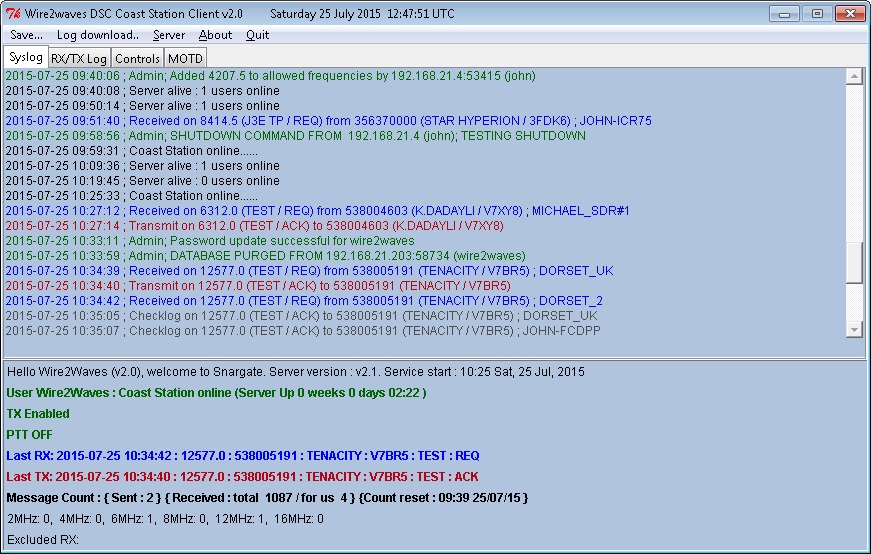 Wire2waves DSC Coast Station Client v2.0 Saturday 25 July 2015 12:47:51 UTC
Save... Log download.. Server About Quit
Syslog RX/TX Log Controls MOTD
2015-07-25 09:40:06 ; Admin; Added 4207.5 to allowed frequencies by 192.168.21.4:53415 (john)
2015-07-25 09:40:08 ; Server alive : 1 users online
2015-07-25 09:50:14 ; Server alive : 1 users online
2015-07-25 09:51:40 ; Received on 8414.5 (J3E TP / REQ) from 356370000 (STAR HYPERION / 3FDK6) ; JOHN-ICR75
2015-07-25 09:58:56 ; Admin; SHUTDOWN COMMAND FROM 192.168.21.4 (john); TESTING SHUTDOWN
2015-07-25 09:59:31 ; Coast Station online......
2015-07-25 10:09:36 ; Server alive : 1 users online
2015-07-25 10:19:45 ; Server alive : 0 users online
2015-07-25 10:25:33 ; Coast Station online......
2015-07-25 10:27:12 ; Received on 6312.0 (TEST / REQ) from 538004603 (K.DADAYLI / V7XY8) ; MICHAEL_SDR#1
2015-07-25 10:27:14 ; Transmit on 6312.0 (TEST / ACK) to 538004603 (K.DADAYLI / V7XY8)
2015-07-25 10:33:11 ; Admin; Password update successful for wire2waves
2015-07-25 10:33:59 ; Admin; DATABASE PURGED FROM 192.168.21.203:58734 (wire2waves)
2015-07-25 10:34:39 ; Received on 12577.0 (TEST / REQ) from 538005191 (TENACITY / V7BR5) ; DORSET_UK
2015-07-25 10:34:40 ; Transmit on 12577.0 (TEST / ACK) to 538005191 (TENACITY / V7BR5)
2015-07-25 10:34:42 ; Received on 12577.0 (TEST / REQ) from 538005191 (TENACITY / V7BR5) ; DORSET_2
2015-07-25 10:35:05 ; Checklog on 12577.0 (TEST / ACK) to 538005191 (TENACITY / V7BR5) ; DORSET_UK
2015-07-25 10:35:07 ; Checklog on 12577.0 (TEST / ACK) to 538005191 (TENACITY / V7BR5) ; JOHN-FCDPP
Hello Wire2Waves (v2.0), welcome to Snargate. Server version : v2.1. Service start : 10:25 Sat, 25 Jul, 2015
User Wire2Waves : Coast Station online (Server Up 0 weeks 0 days 02:22 )
TX Enabled
PTT OFF
Last RX: 2015-07-25 10:34:42 : 12577.0 : 538005191 : TENACITY : V7BR5 : TEST : REQ
Last TX: 2015-07-25 10:34:40 : 12577.0 : 538005191 : TENACITY : V7BR5 : TEST : ACK
Message Count : { Sent : 2 } { Received : total 1087 / for us 4 } {Count reset : 09:39 25/07/15 }
2MHz: 0, 4MHz: 0, 6MHz: 1, 8MHz: 0, 12MHz: 1, 16MHz: 0
Excluded RX: